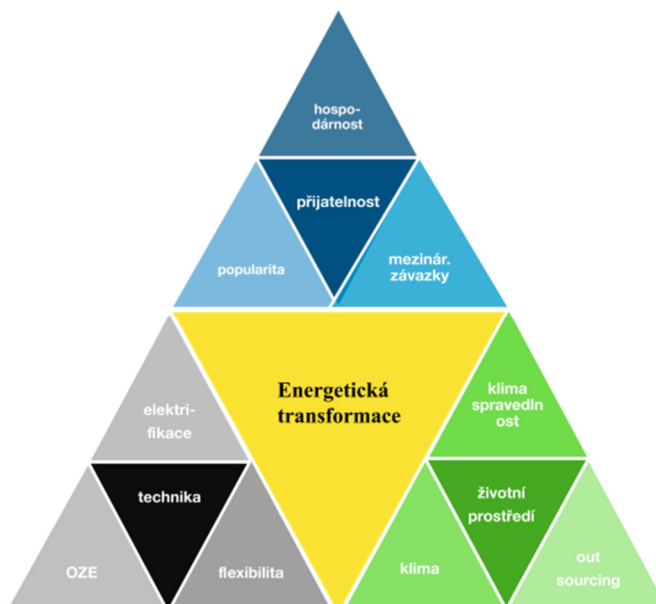 hospo-
dárnost
přijatelnost
popularita
mezinár.
závazky
Energetická
transformace
elektri-
fikace
klima
spravedln
ost
technika
životní
prostředí
OZE
flexibilita
klima
out
sourcing